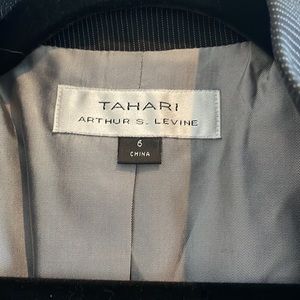 TAHARI
ARTHUR S. LEVINE
6
CHINA